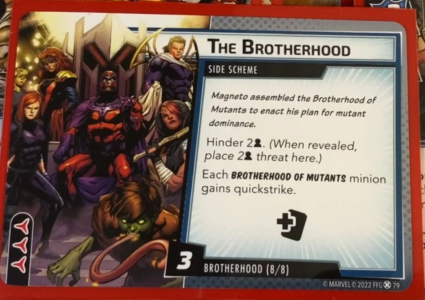 THE BROTHERHOOD
SIDE SCHEME
Magneto assembled the Brotherhood of
Mutants to enact his plan for mutant
dominance.
Hinder 2. (When revealed,
place 2 threat here.)
Each BROTHERHOOD OF MUTANTS minion
gains quickstrike.
3
BROTHERHOOD (8/8)
© MARVEL © 2022 FFG 79